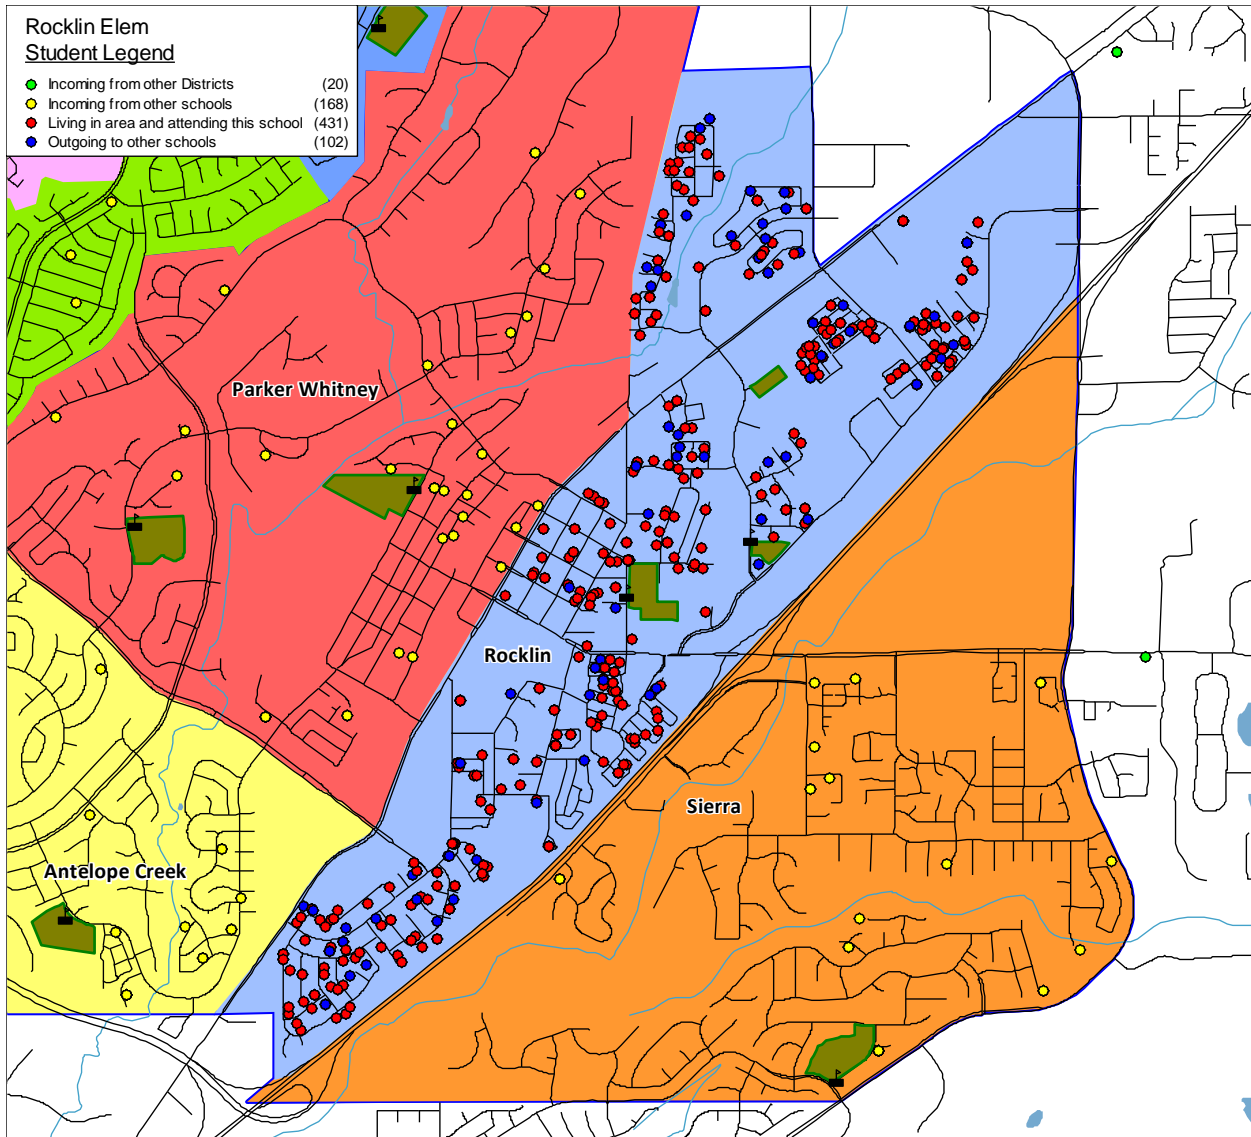 Rocklin Elem
Student Legend
Incoming from other Districts (20)
Incoming from other schools (168)
Living in area and attending this school (431)
Outgoing to other schools (102)
Parker Whitney
Rocklin
Sierra
Antelope Creek